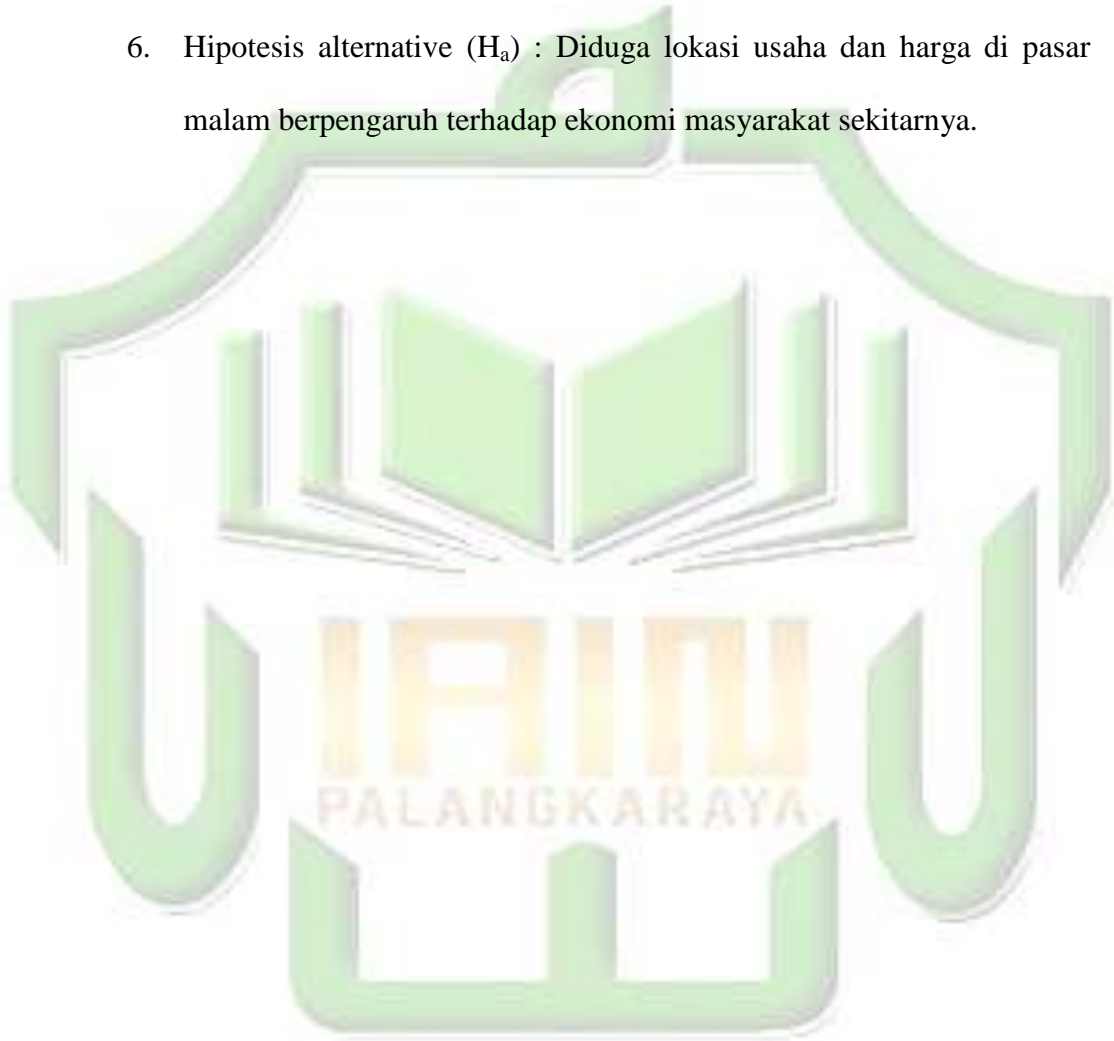 6. Hipotesis alternative (Hₐ) : Diduga lokasi usaha dan harga di pasar
malam berpengaruh terhadap ekonomi masyarakat sekitarnya.
IAIN
PALANGKARAYA